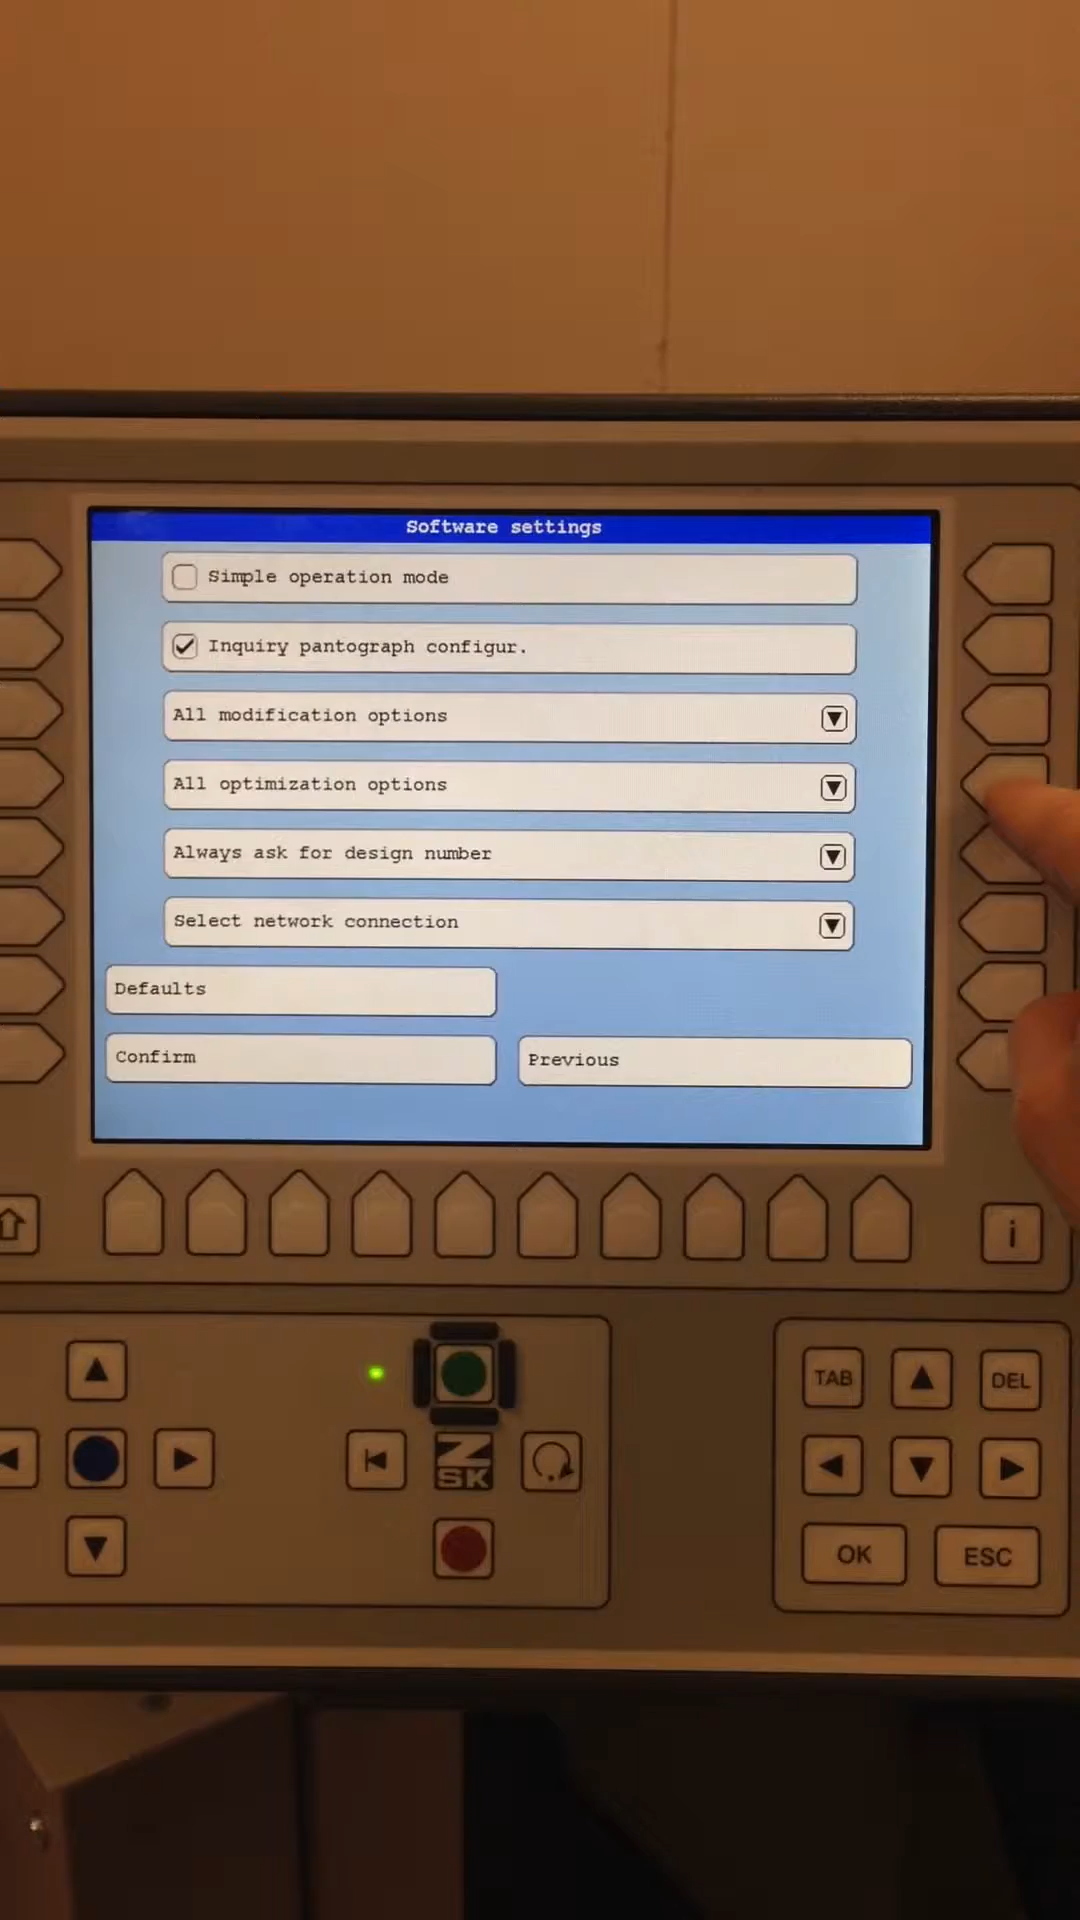 Software settings
Simple operation mode
Inquiry pantograph configur.
All modification options
All optimization options
Always ask for design number
Select network connection
Defaults
Confirm
Previous
i
TAB
DEL
ZSK
OK
ESC